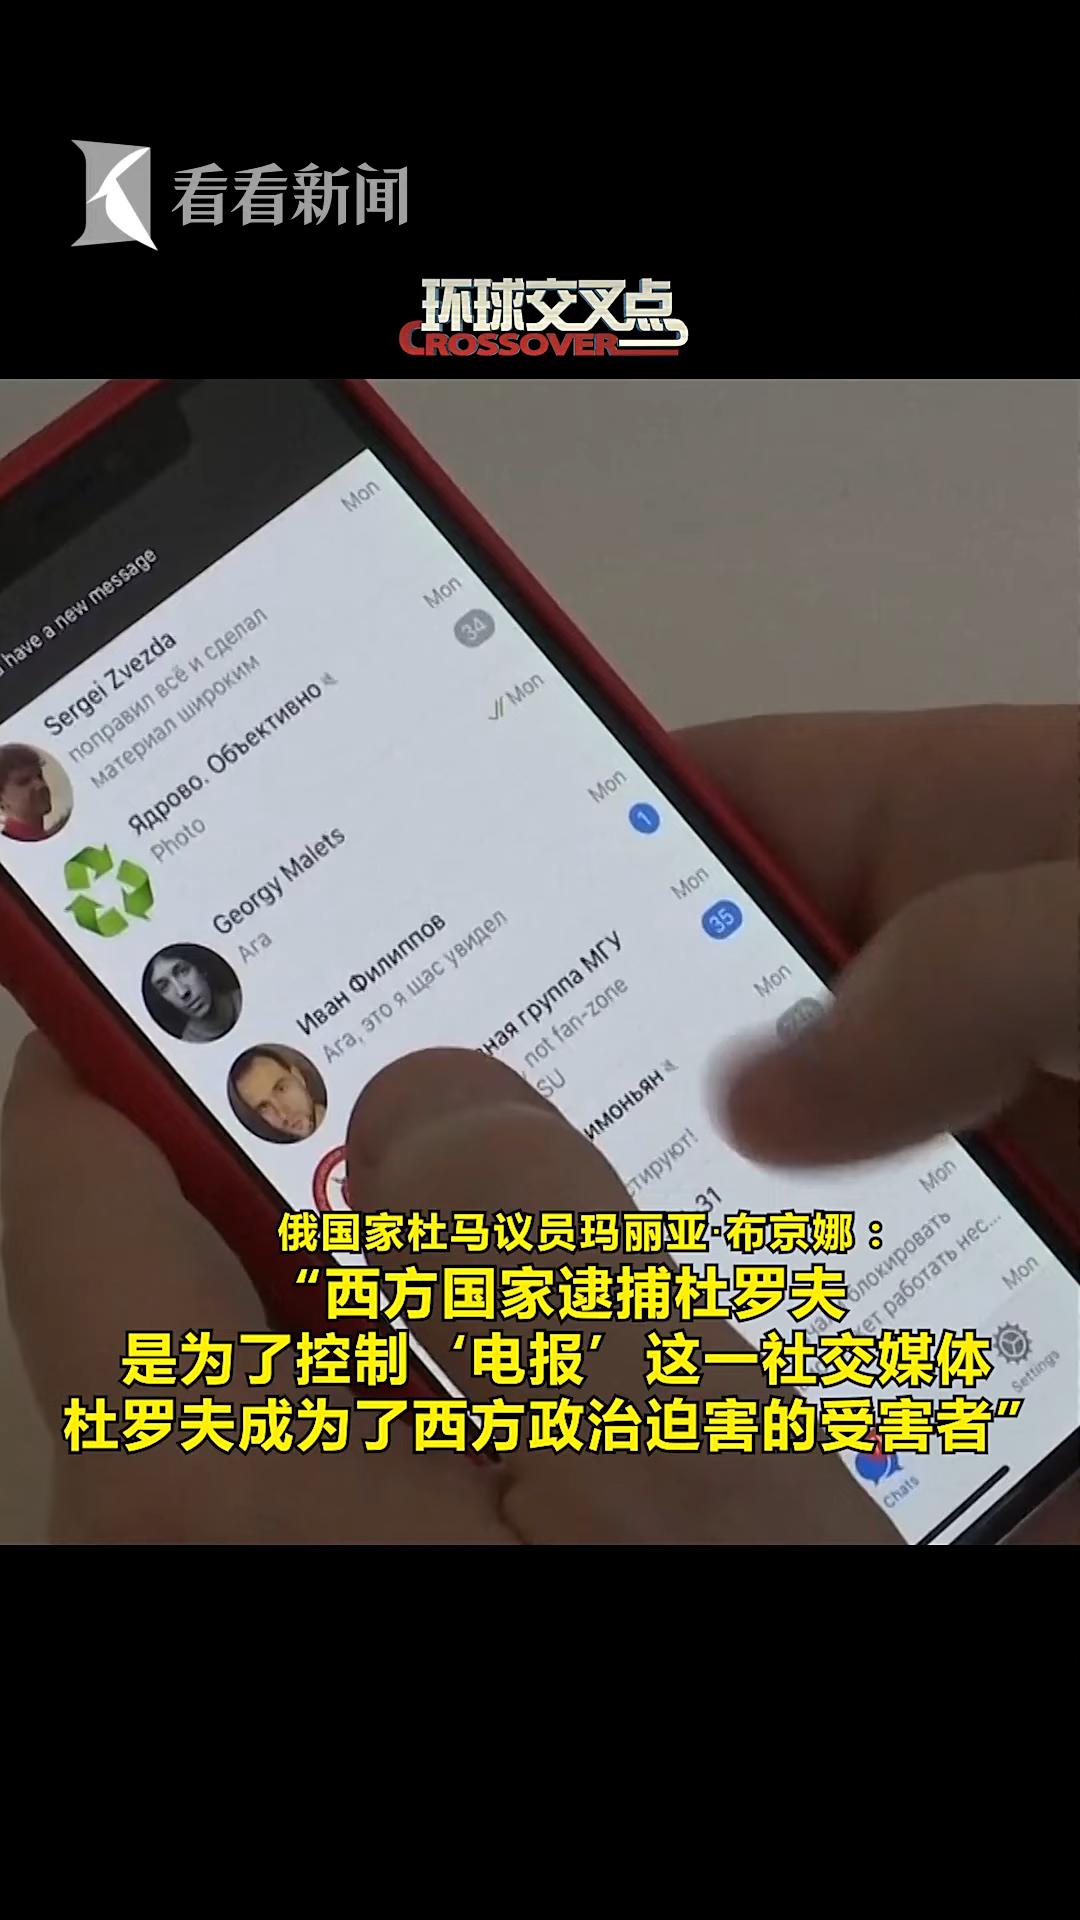 看看新闻
环球交叉点
CROSSOVER
have a new message
Mon
Sergei Zvezda
поправил всё и сделал
материал широким
Mon
34
Ядрово. Объективно
Photo
Mon
Georgy Malets
Ага
Mon
1
Иван Филиппов
Ага, это я щас увидел
Mon
35
ная группа МГУ
not fan-zone
SU
Mon
имоньян
стируют!
31
Mon
блокировать
жет работать нес...
Mon
Settings
Chats
俄国家杜马议员玛丽亚·布京娜：
“西方国家逮捕杜罗夫
是为了控制‘电报’这一社交媒体
杜罗夫成为了西方政治迫害的受害者”